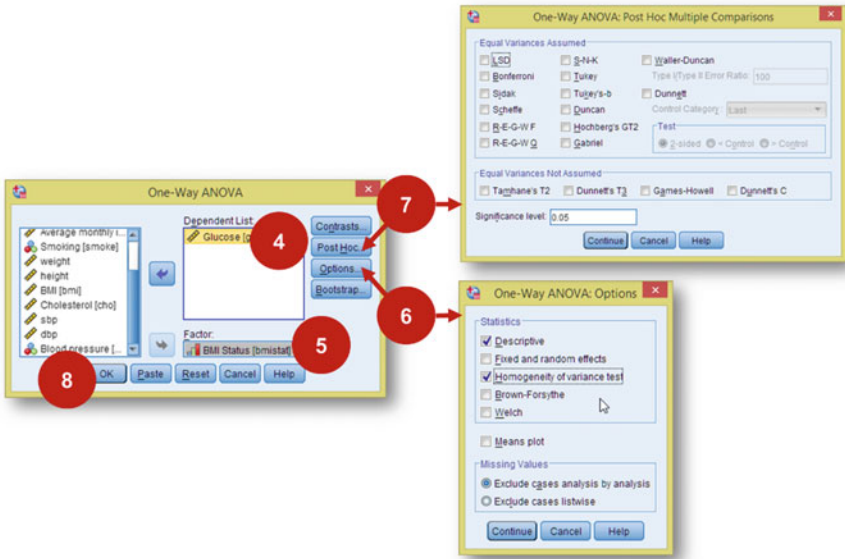 One-Way ANOVA: Post Hoc Multiple Comparisons
Equal Variances Assumed
LSD S-N-K Waller-Duncan
Bonferroni Tukey Type I/Type II Error Ratio: 100
Sidak Tukey's-b Dunnett
Scheffe Duncan Control Category: Last
R-E-G-W F Hochberg's GT2 Test
R-E-G-W Q Gabriel 2-sided < Control > Control
Equal Variances Not Assumed
Tamhane's T2 Dunnett's T3 Games-Howell Dunnett's C
Significance level: 0.05
Continue Cancel Help
7
One-Way ANOVA
Average monthly i...
Smoking [smoke]
weight
height
BMI [bmi]
Cholesterol [cho]
sbp
dbp
Blood pressure [...
Dependent List:
Glucose [g
4
Contrasts...
Post Hoc...
Options...
Bootstrap...
Factor:
BMI Status [bmistat]
5
8
OK Paste Reset Cancel Help
6
One-Way ANOVA: Options
Statistics
Descriptive
Fixed and random effects
Homogeneity of variance test
Brown-Forsythe
Welch
Means plot
Missing Values
Exclude cases analysis by analysis
Exclude cases listwise
Continue Cancel Help